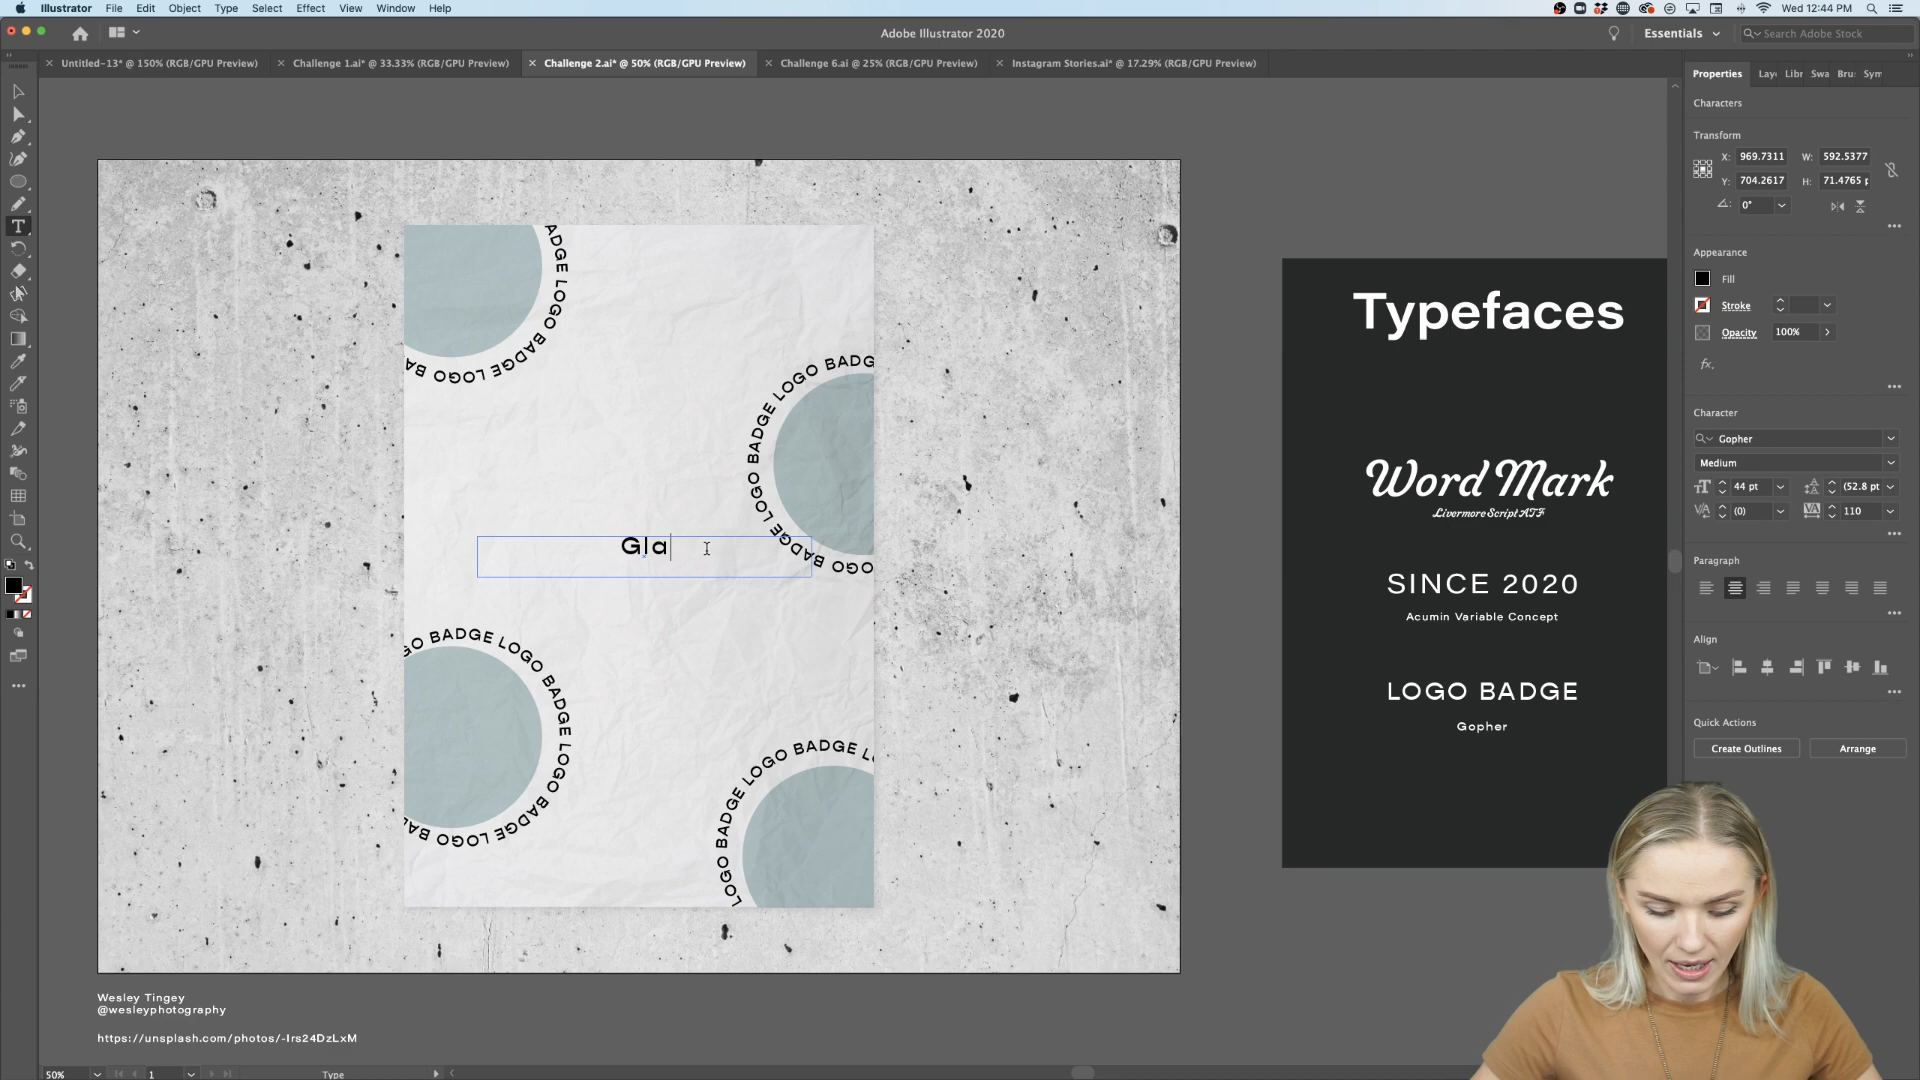 Illustrator File Edit Object Type Select Effect View Window Help
Wed 12:44 PM
Adobe Illustrator 2020
Essentials
Search Adobe Stock
Untitled-13* @ 150% (RGB/GPU Preview)
Challenge 1.ai* @ 33.33% (RGB/GPU Preview)
Challenge 2.ai* @ 50% (RGB/GPU Preview)
Challenge 6.ai @ 25% (RGB/GPU Preview)
Instagram Stories.ai* @ 17.29% (RGB/GPU Preview)
Properties Lay Libr Swa Bru Sym
Characters
Transform
X: 969.7311 W: 592.5377
Y: 704.2617 H: 71.4765 p
0°
Appearance
Fill
Stroke
Opacity 100%
fx.
Character
Gopher
Medium
44 pt (52.8 pt
(0) 110
Paragraph
Align
Quick Actions
Create Outlines Arrange
ADGE LOGO BADGE LOGO BADGE LOGO BA
LOGO BADGE LOGO BADGE LOGO BADG
BADGE LOGO
Gla
GO BADGE LOGO BADGE LOGO BADGE LOGO BADGE LOGO BA
LOGO BADGE LOGO BADGE L
Typefaces
Word Mark
Livermore Script ATF
SINCE 2020
Acumin Variable Concept
LOGO BADGE
Gopher
Wesley Tingey
@wesleyphotography
https://unsplash.com/photos/-Irs24DzLxM
50% 1 Type